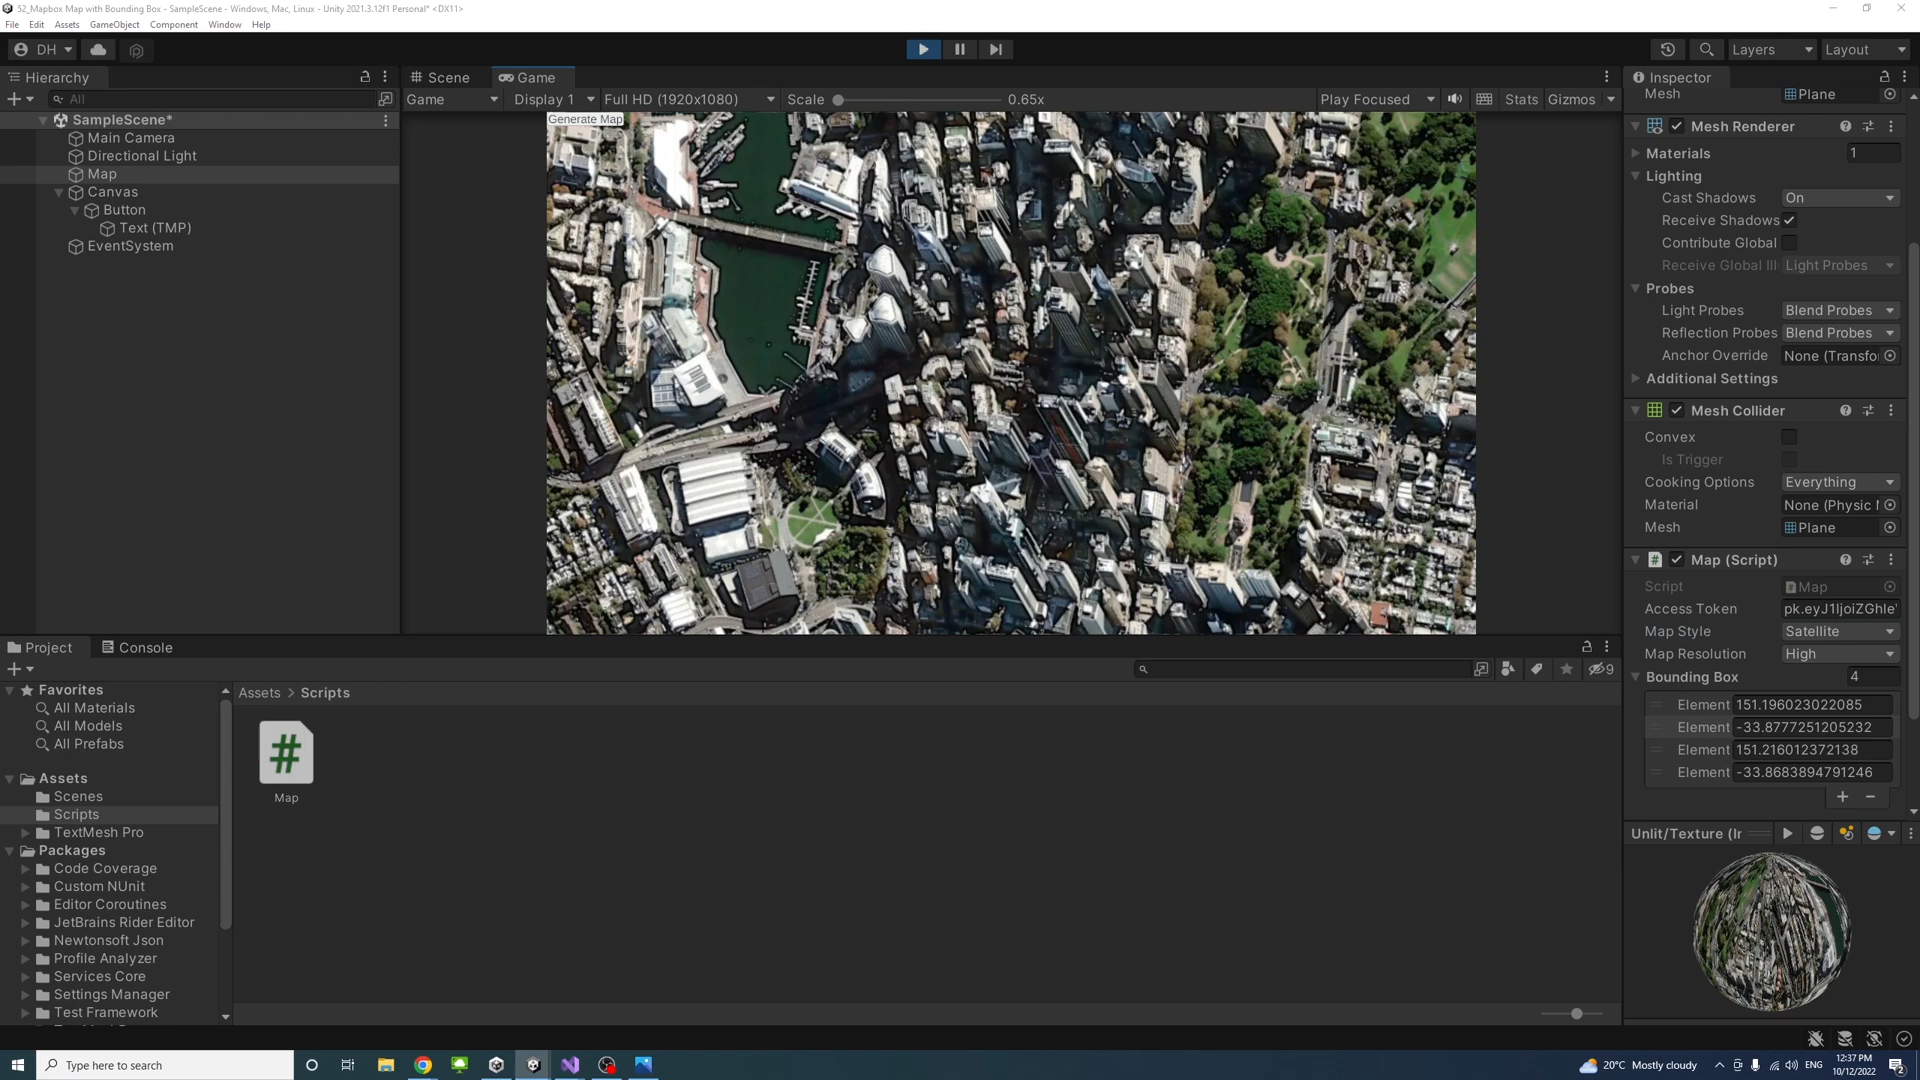 52_Mapbox Map with Bounding Box - SampleScene - Windows, Mac, Linux - Unity 2021.3.12f1 Personal* <DX11>
File Edit Assets GameObject Component Window Help
DH
Layers Layout
Hierarchy
All
SampleScene*
Main Camera
Directional Light
Map
Canvas
Button
Text (TMP)
EventSystem
Scene Game
Game Display 1 Full HD (1920x1080) Scale 0.65x Play Focused Stats Gizmos
Generate Map
Inspector
Mesh Plane
Mesh Renderer
Materials 1
Lighting
Cast Shadows On
Receive Shadows
Contribute Global
Receive Global Ill Light Probes
Probes
Light Probes Blend Probes
Reflection Probes Blend Probes
Anchor Override None (Transfo
Additional Settings
Mesh Collider
Convex
Is Trigger
Cooking Options Everything
Material None (Physic
Mesh Plane
# Map (Script)
Script Map
Access Token pk.eyJ1IjoiZGhle
Map Style Satellite
Map Resolution High
Bounding Box 4
Element 151.196023022085
Element -33.8777251205232
Element 151.216012372138
Element -33.8683894791246
+ −
Unlit/Texture (Ir
Project Console
9
Favorites
All Materials
All Models
All Prefabs
Assets
Scenes
Scripts
TextMesh Pro
Packages
Code Coverage
Custom NUnit
Editor Coroutines
JetBrains Rider Editor
Newtonsoft Json
Profile Analyzer
Services Core
Settings Manager
Test Framework
Assets > Scripts
#
Map
Type here to search
20°C Mostly cloudy
ENG
12:37 PM
10/12/2022
2